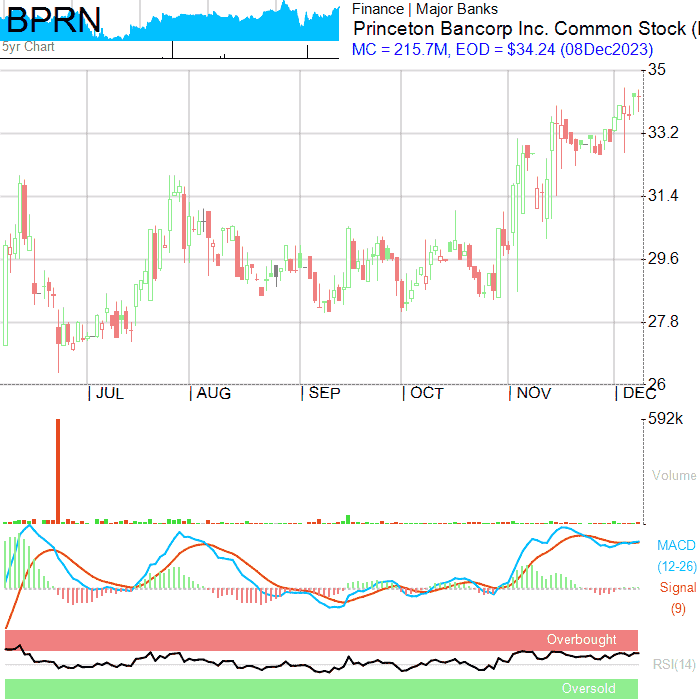 BPRN
5yr Chart
Finance | Major Banks
Princeton Bancorp Inc. Common Stock (
MC = 215.7M, EOD = $34.24 (08Dec2023)
35
33.2
31.4
29.6
27.8
26
JUL AUG SEP OCT NOV DEC
592k
Volume
MACD
(12-26)
Signal
(9)
Overbought
RSI(14)
Oversold